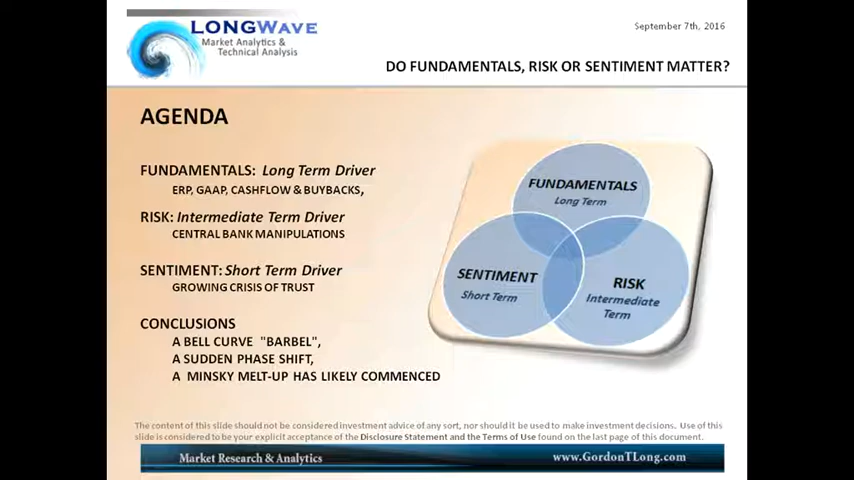 LONGWAVE
Market Analytics &
Technical Analysis
September 7th, 2016
DO FUNDAMENTALS, RISK OR SENTIMENT MATTER?
AGENDA
FUNDAMENTALS: Long Term Driver
ERP, GAAP, CASHFLOW & BUYBACKS,
RISK: Intermediate Term Driver
CENTRAL BANK MANIPULATIONS
SENTIMENT: Short Term Driver
GROWING CRISIS OF TRUST
CONCLUSIONS
A BELL CURVE "BARBEL",
A SUDDEN PHASE SHIFT,
A MINSKY MELT-UP HAS LIKELY COMMENCED
FUNDAMENTALS
Long Term
SENTIMENT
Short Term
RISK
Intermediate
Term
The content of this slide should not be considered investment advice of any sort, nor should it be used to make investment decisions. Use of this
slide is considered to be your explicit acceptance of the Disclosure Statement and the Terms of Use found on the last page of this document.
Market Research & Analytics
www.GordonTLong.com